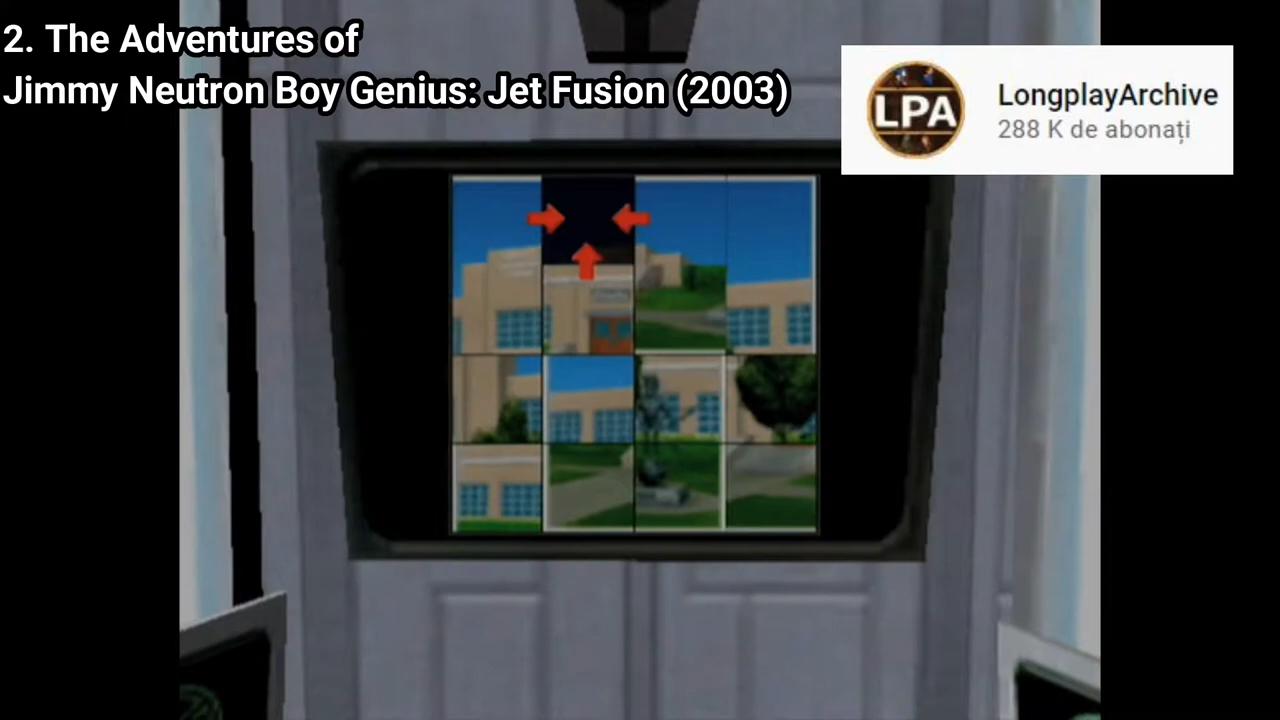 2. The Adventures of
Jimmy Neutron Boy Genius: Jet Fusion (2003)
LPA
LongplayArchive
288 K de abonați